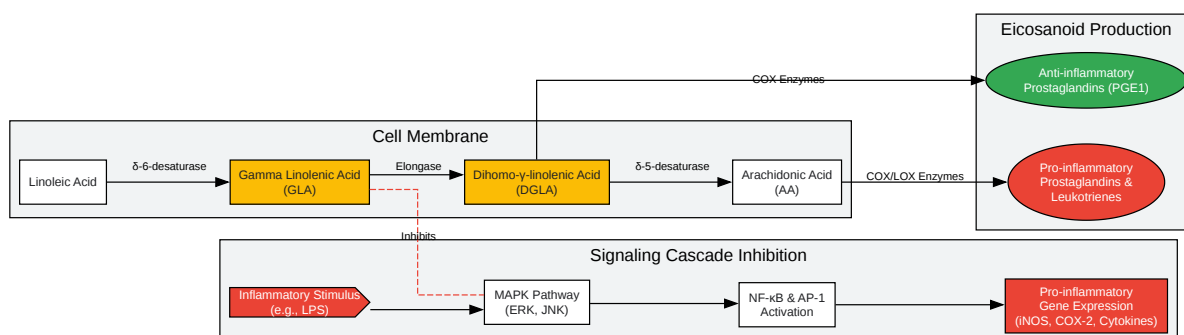 Eicosanoid Production
Anti-inflammatory
Prostaglandins (PGE1)
COX Enzymes
Cell Membrane
Linoleic Acid
δ-6-desaturase
Gamma Linolenic Acid
(GLA)
Elongase
Dihomo-γ-linolenic Acid
(DGLA)
δ-5-desaturase
Arachidonic Acid
(AA)
COX/LOX Enzymes
Pro-inflammatory
Prostaglandins &
Leukotrienes
Inhibits
Signaling Cascade Inhibition
Inflammatory Stimulus
(e.g., LPS)
MAPK Pathway
(ERK, JNK)
NF-κB & AP-1
Activation
Pro-inflammatory
Gene Expression
(iNOS, COX-2, Cytokines)